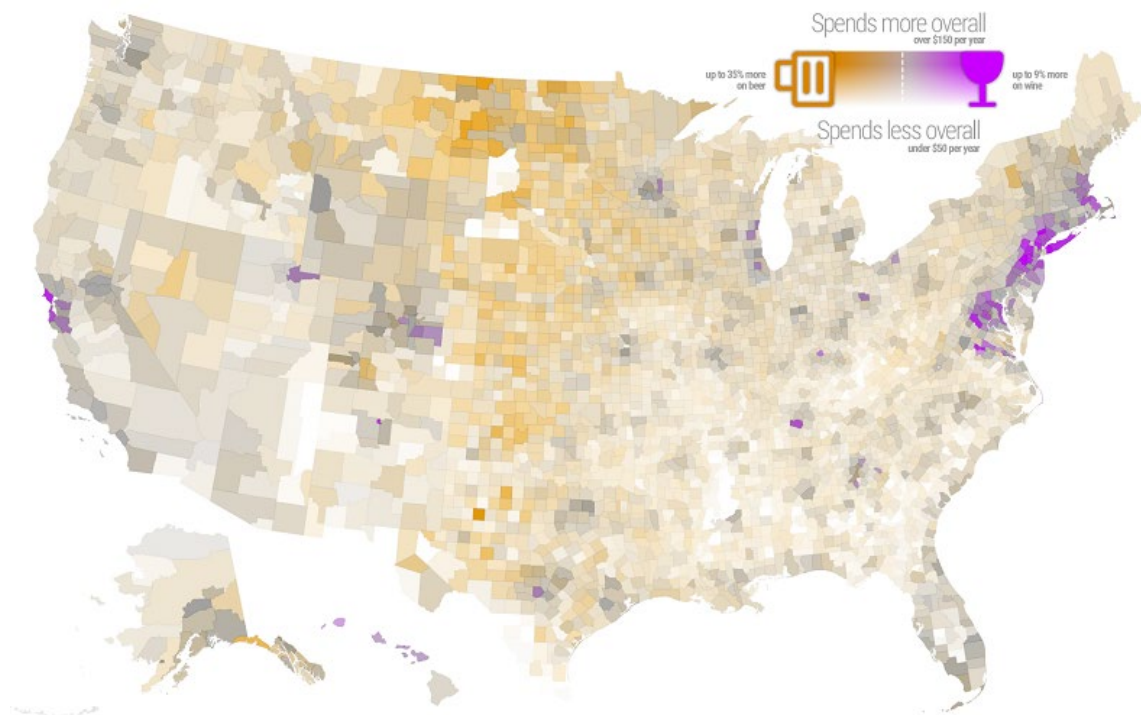 Spends more overall
over $150 per year
up to 35% more
on beer
up to 9% more
on wine
Spends less overall
under $50 per year